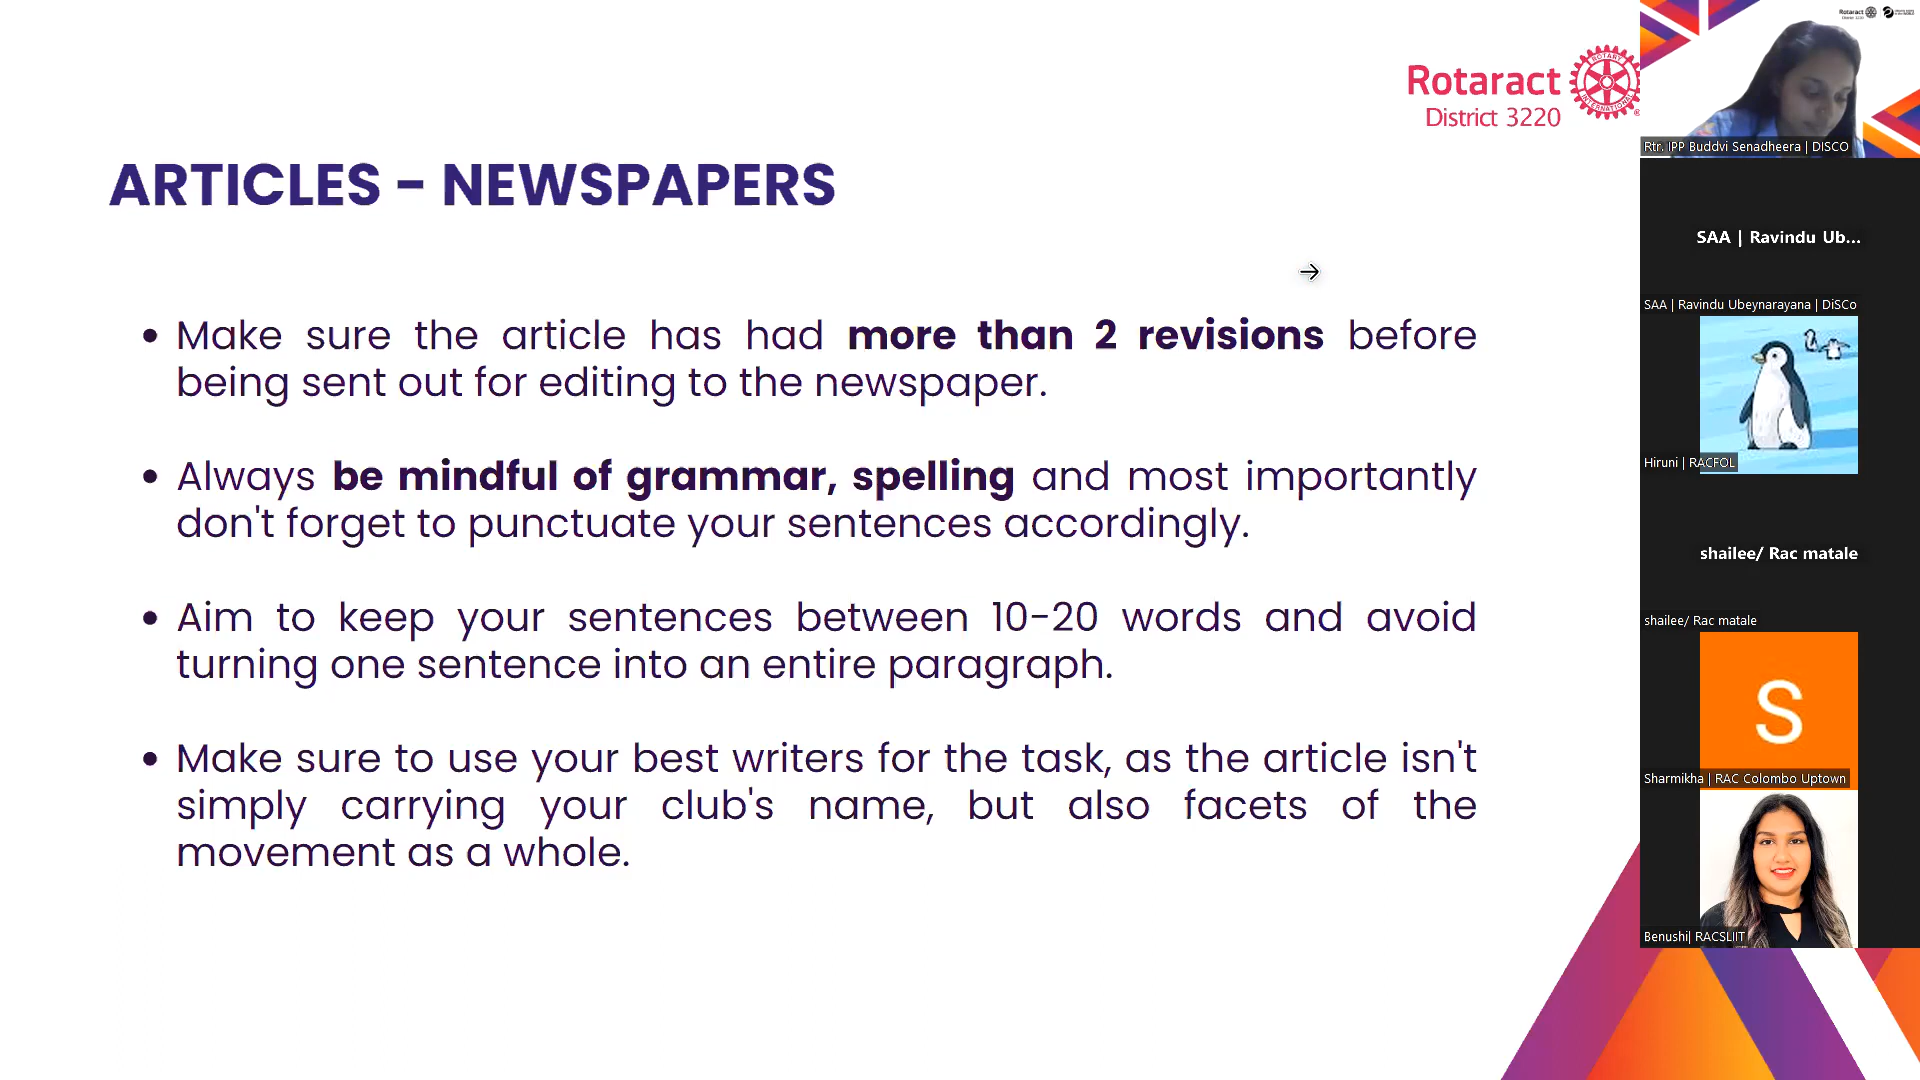 Rotaract
District 3220
ROTARY
INTERNATIONAL
ARTICLES - NEWSPAPERS
• Make sure the article has had more than 2 revisions before
being sent out for editing to the newspaper.
• Always be mindful of grammar, spelling and most importantly
don't forget to punctuate your sentences accordingly.
• Aim to keep your sentences between 10-20 words and avoid
turning one sentence into an entire paragraph.
• Make sure to use your best writers for the task, as the article isn't
simply carrying your club's name, but also facets of the
movement as a whole.
Rotaract
Rtr. IPP Buddvi Senadheera | DISCO
SAA | Ravindu Ub...
SAA | Ravindu Ubeynarayana | DiSCo
Hiruni | RACFOL
shailee/ Rac matale
shailee/ Rac matale
S
Sharmikha | RAC Colombo Uptown
Benushi| RACSLIIT